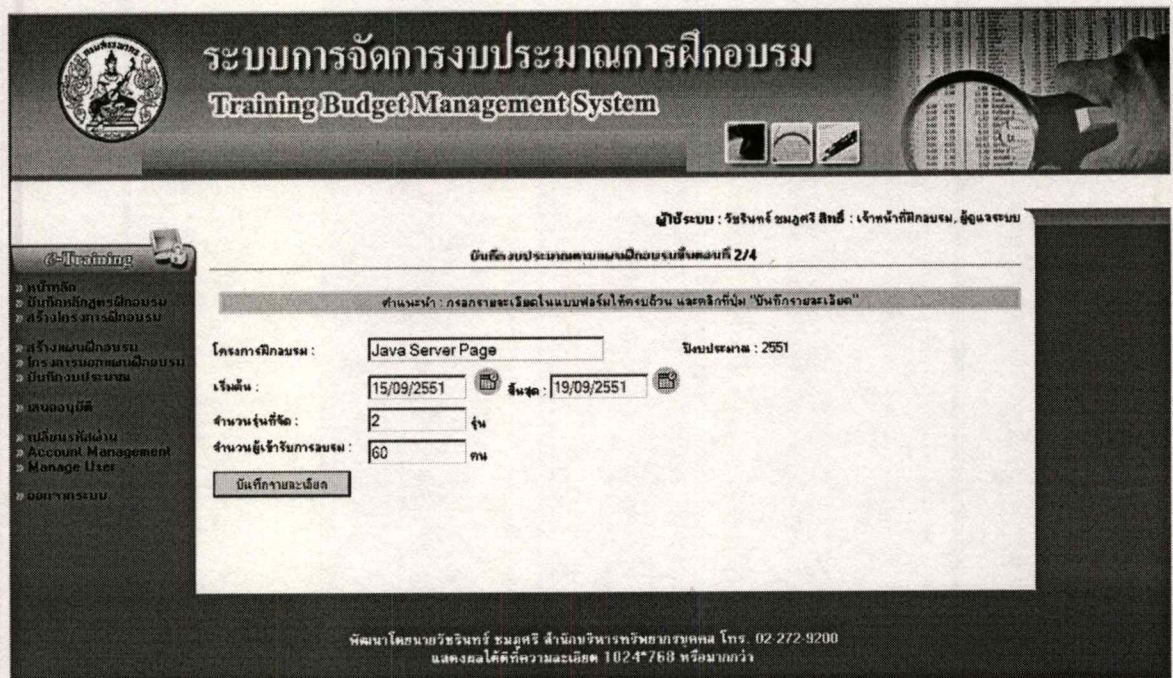 กรมสรรพากร
ระบบการจัดการงบประมาณการฝึกอบรม
Training Budget Management System
ผู้ใช้ระบบ : วัชรินทร์ ชมภูศรี สิทธิ์ : เจ้าหน้าที่ฝึกอบรม, ผู้ดูแลระบบ
e-Training
» หน้าหลัก
» บันทึกหลักสูตรฝึกอบรม
» สร้างโครงการฝึกอบรม
» สร้างแผนฝึกอบรม
» โครงการนอกแผนฝึกอบรม
» บันทึกงบประมาณ
» เสนออนุมัติ
» เปลี่ยนรหัสผ่าน
» Account Management
» Manage User
» ออกจากระบบ
บันทึกงบประมาณตามแผนฝึกอบรมขั้นตอนที่ 2/4
คำแนะนำ : กรอกรายละเอียดในแบบฟอร์มให้ครบถ้วน และคลิกที่ปุ่ม "บันทึกรายละเอียด"
โครงการฝึกอบรม : Java Server Page ปีงบประมาณ : 2551
เริ่มต้น : 15/09/2551 สิ้นสุด : 19/09/2551
จำนวนรุ่นที่จัด : 2 รุ่น
จำนวนผู้เข้ารับการอบรม : 60 คน
บันทึกรายละเอียด
พัฒนาโดยนายวัชรินทร์ ชมภูศรี สำนักบริหารทรัพยากรบุคคล โทร. 02-272-9200
แสดงผลได้ดีที่ความละเอียด 1024*768 หรือมากกว่า